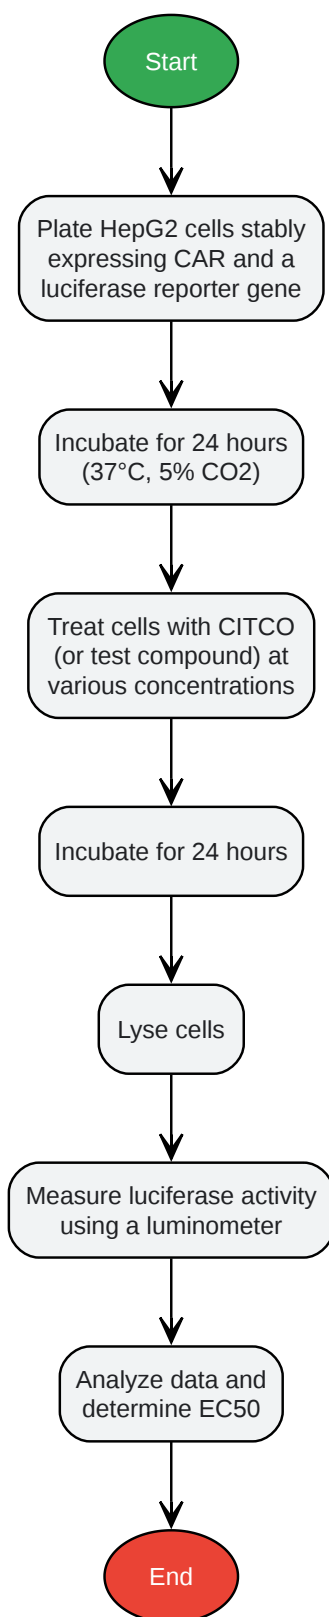 Start
Plate HepG2 cells stably
expressing CAR and a
luciferase reporter gene
Incubate for 24 hours
(37°C, 5% CO2)
Treat cells with CITCO
(or test compound) at
various concentrations
Incubate for 24 hours
Lyse cells
Measure luciferase activity
using a luminometer
Analyze data and
determine EC50
End